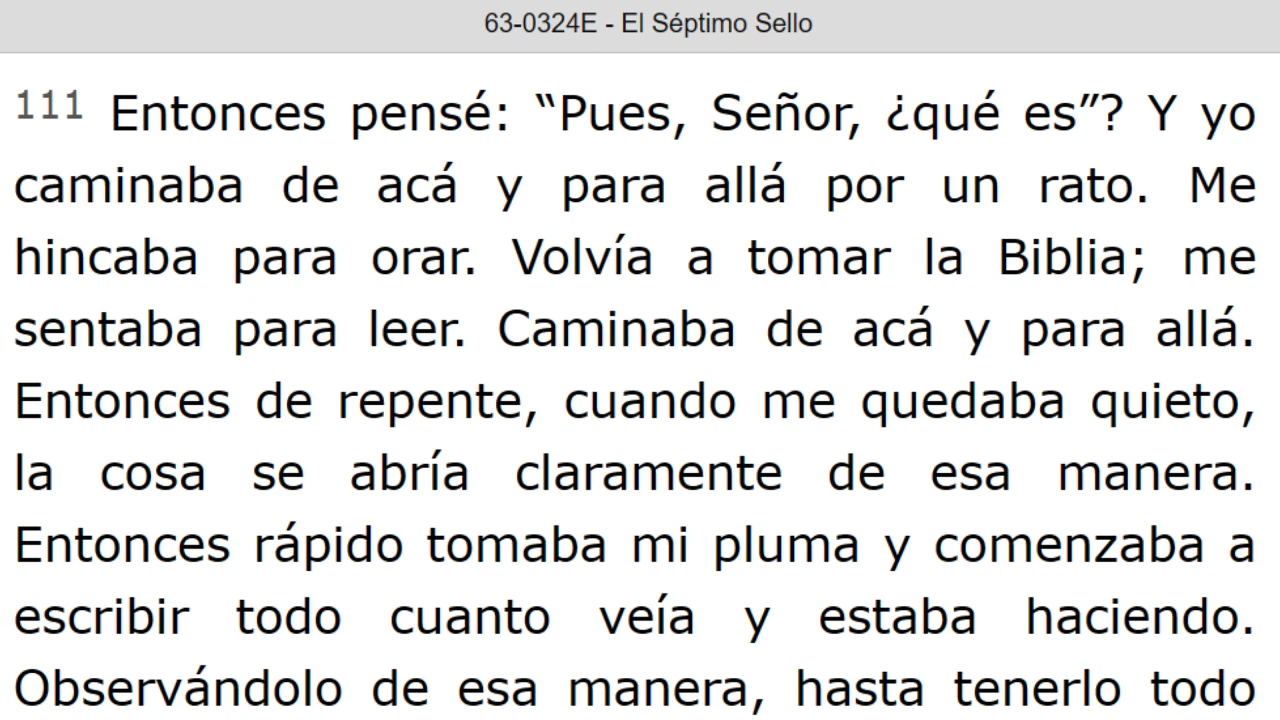 63-0324E - El Séptimo Sello
111 Entonces pensé: “Pues, Señor, ¿qué es”? Y yo
caminaba de acá y para allá por un rato. Me
hincaba para orar. Volvía a tomar la Biblia; me
sentaba para leer. Caminaba de acá y para allá.
Entonces de repente, cuando me quedaba quieto,
la cosa se abría claramente de esa manera.
Entonces rápido tomaba mi pluma y comenzaba a
escribir todo cuanto veía y estaba haciendo.
Observándolo de esa manera, hasta tenerlo todo